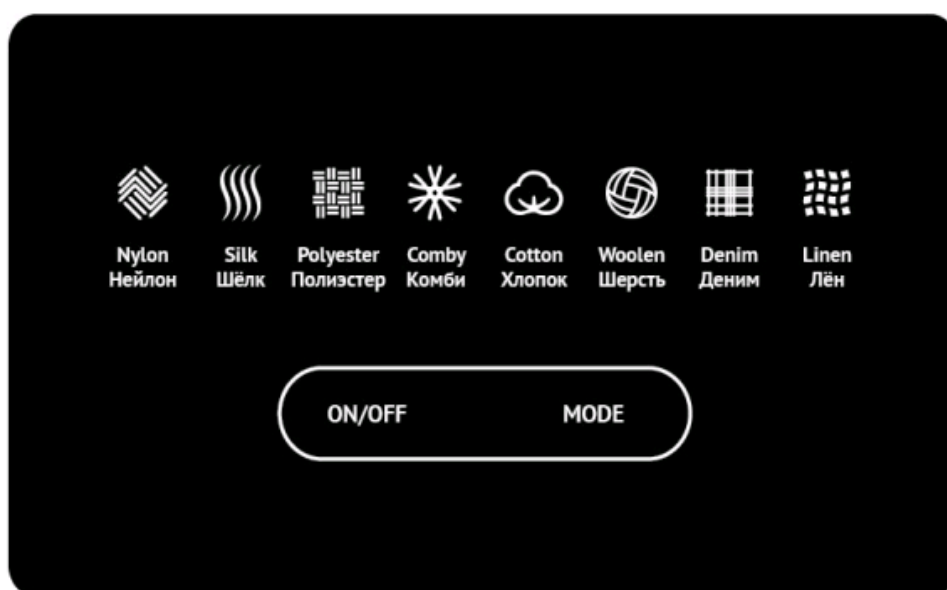 Nylon Silk Polyester Comby Cotton Woolen Denim Linen
Нейлон Шёлк Полиэстер Комби Хлопок Шерсть Деним Лён
ON/OFF MODE